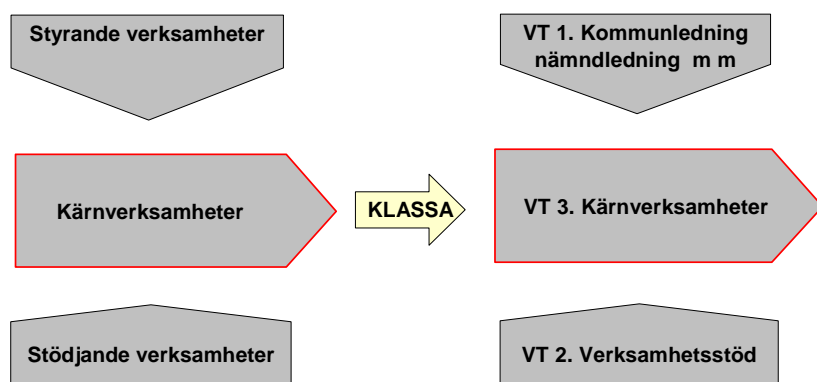 Styrande verksamheter
VT 1. Kommunledning
nämndledning m m
Kärnverksamheter
KLASSA
VT 3. Kärnverksamheter
Stödjande verksamheter
VT 2. Verksamhetsstöd